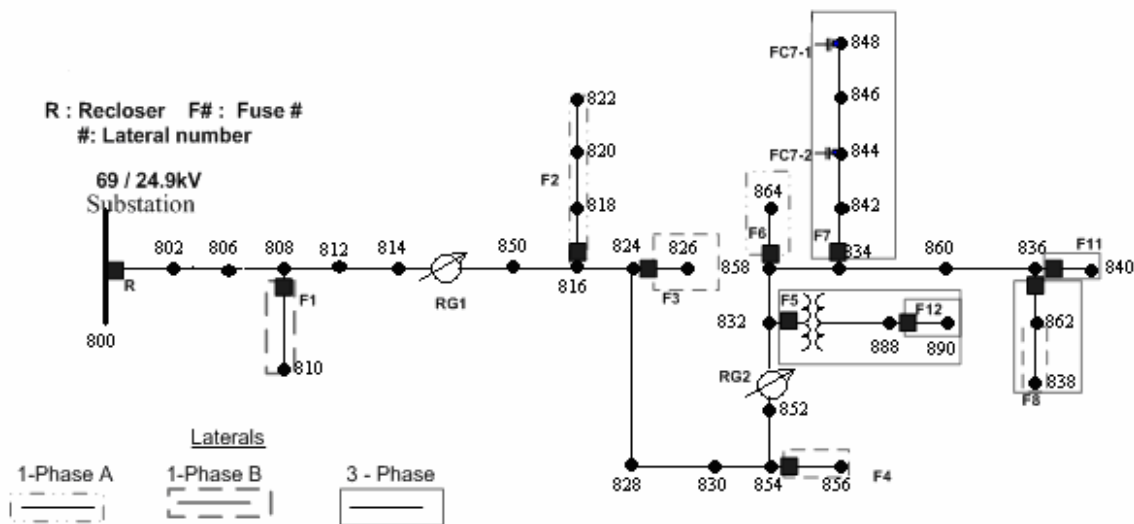 FC7-1
848
R : Recloser F# : Fuse #
#: Lateral number
822
846
69 / 24.9kV
Substation
820
FC7-2
844
F2
864
818
842
802
806
808
812
814
850
824
826
F6
F7
834
860
836
F11
R
F1
RG1
816
F3
858
840
800
810
832
F5
F12
888
890
862
RG2
838
F8
852
Laterals
1-Phase A
1-Phase B
3 - Phase
828
830
854
856
F4